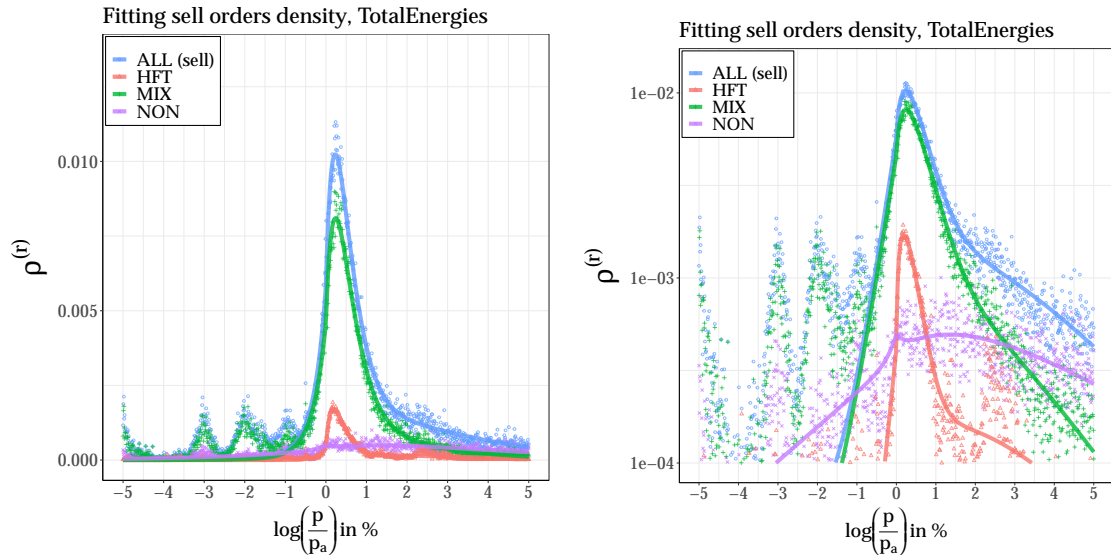 Fitting sell orders density, TotalEnergies
ALL (sell)
HFT
MIX
NON
0.010
0.005
0.000
ρ(r)
−5 −4 −3 −2 −1 0 1 2 3 4 5
log(p/pa) in %
Fitting sell orders density, TotalEnergies
ALL (sell)
HFT
MIX
NON
1e−02
1e−03
1e−04
ρ(r)
−5 −4 −3 −2 −1 0 1 2 3 4 5
log(p/pa) in %